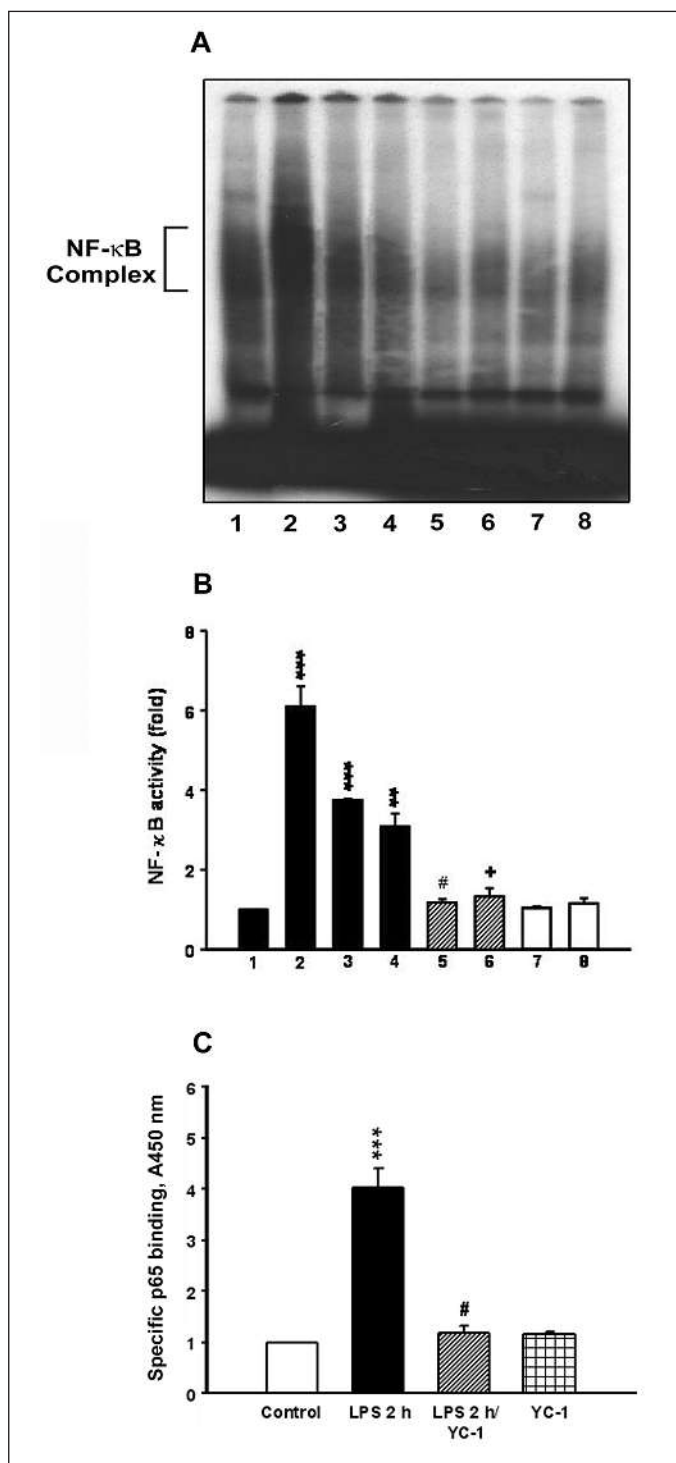 A
NF-κB
Complex
1 2 3 4 5 6 7 8
B
NF-κB activity (fold)
8
6
4
2
0
***
***
**
#
+
1 2 3 4 5 6 7 8
C
Specific p65 binding, A450 nm
6
5
4
3
2
1
0
***
#
Control LPS 2 h LPS 2 h/ YC-1
YC-1